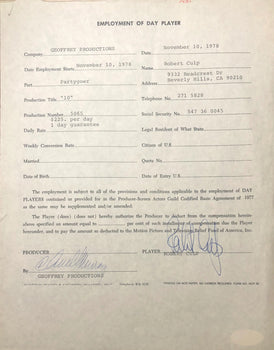 EMPLOYMENT OF DAY PLAYER
Company GEOFFREY PRODUCTIONS Date November 10, 1978
Date Employment Starts November 10, 1978 Name Robert Culp
Part Partygoer Address 9332 Readcrest Dr
Beverly Hills, CA 90210
Production Title "10" Telephone No. 271 5828
Production Number 5065 Social Security No.
Daily Rate $225. per day Legal Resident of What State
1 day guarantee
Weekly Conversion Rate Citizen of U.S.
Married Quota
Date of Birth Date of Entry U.S.
The employment is subject to all of the provisions and conditions applicable to the employment of DAY
PLAYERS contained or provided for in the Producer-Screen Actors Guild Codified Basic Agreement of 1977
as the same may be supplemented and/or amended.
The Player (does) (does not) hereby authorize the Producer to deduct from the compensation hereinabove
specified an amount equal to per cent of each installment of compensation due the Player
hereunder, and to pay the amount so deducted to the Motion Picture and Television Relief Fund of America, Inc.
PRODUCER PLAYER
ROBERT CULP
By
GEOFFREY PRODUCTIONS